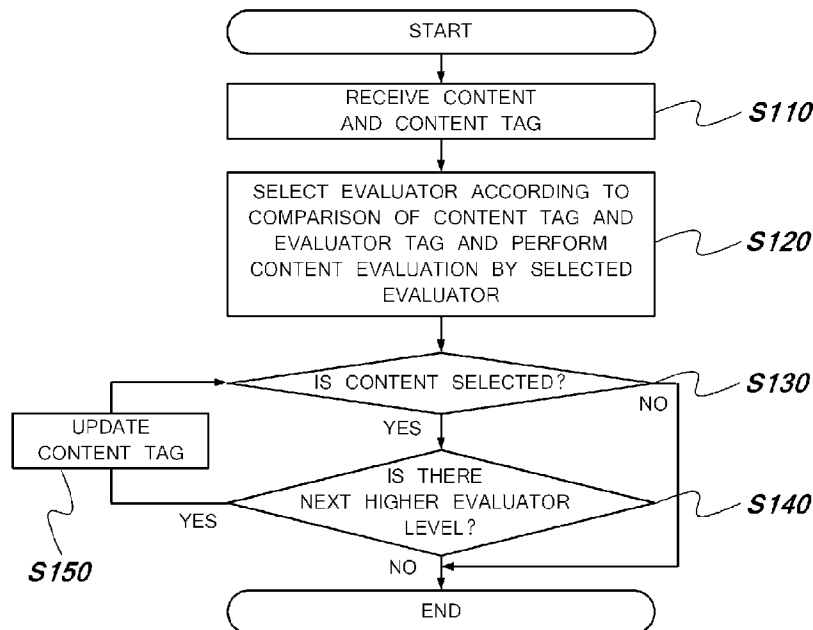 START
RECEIVE CONTENT
AND CONTENT TAG
S110
SELECT EVALUATOR ACCORDING TO
COMPARISON OF CONTENT TAG AND
EVALUATOR TAG AND PERFORM
CONTENT EVALUATION BY SELECTED
EVALUATOR
S120
IS CONTENT SELECTED?
S130
NO
YES
UPDATE
CONTENT TAG
S150
IS THERE
NEXT HIGHER EVALUATOR
LEVEL?
S140
YES
NO
END